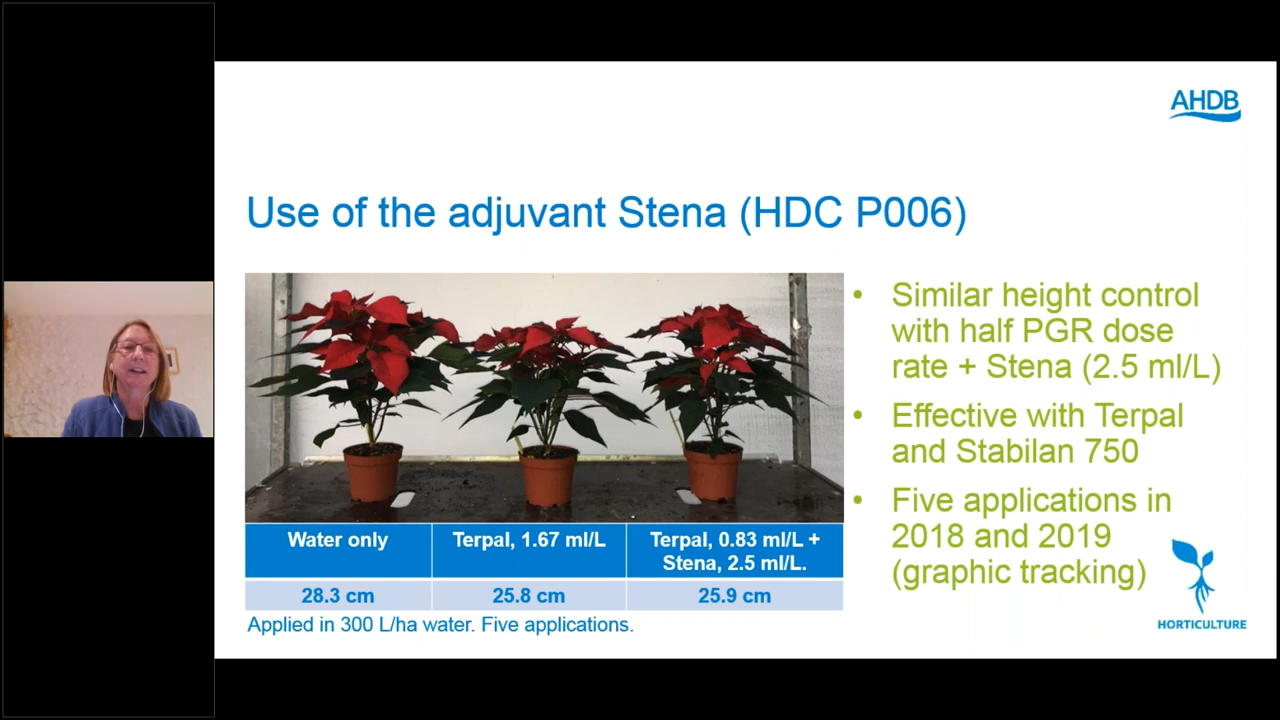 AHDB
Use of the adjuvant Stena (HDC P006)
• Similar height control
with half PGR dose
rate + Stena (2.5 ml/L)
• Effective with Terpal
and Stabilan 750
• Five applications in
2018 and 2019
(graphic tracking)
Water only
Terpal, 1.67 ml/L
Terpal, 0.83 ml/L +
Stena, 2.5 ml/L.
28.3 cm
25.8 cm
25.9 cm
Applied in 300 L/ha water. Five applications.
HORTICULTURE